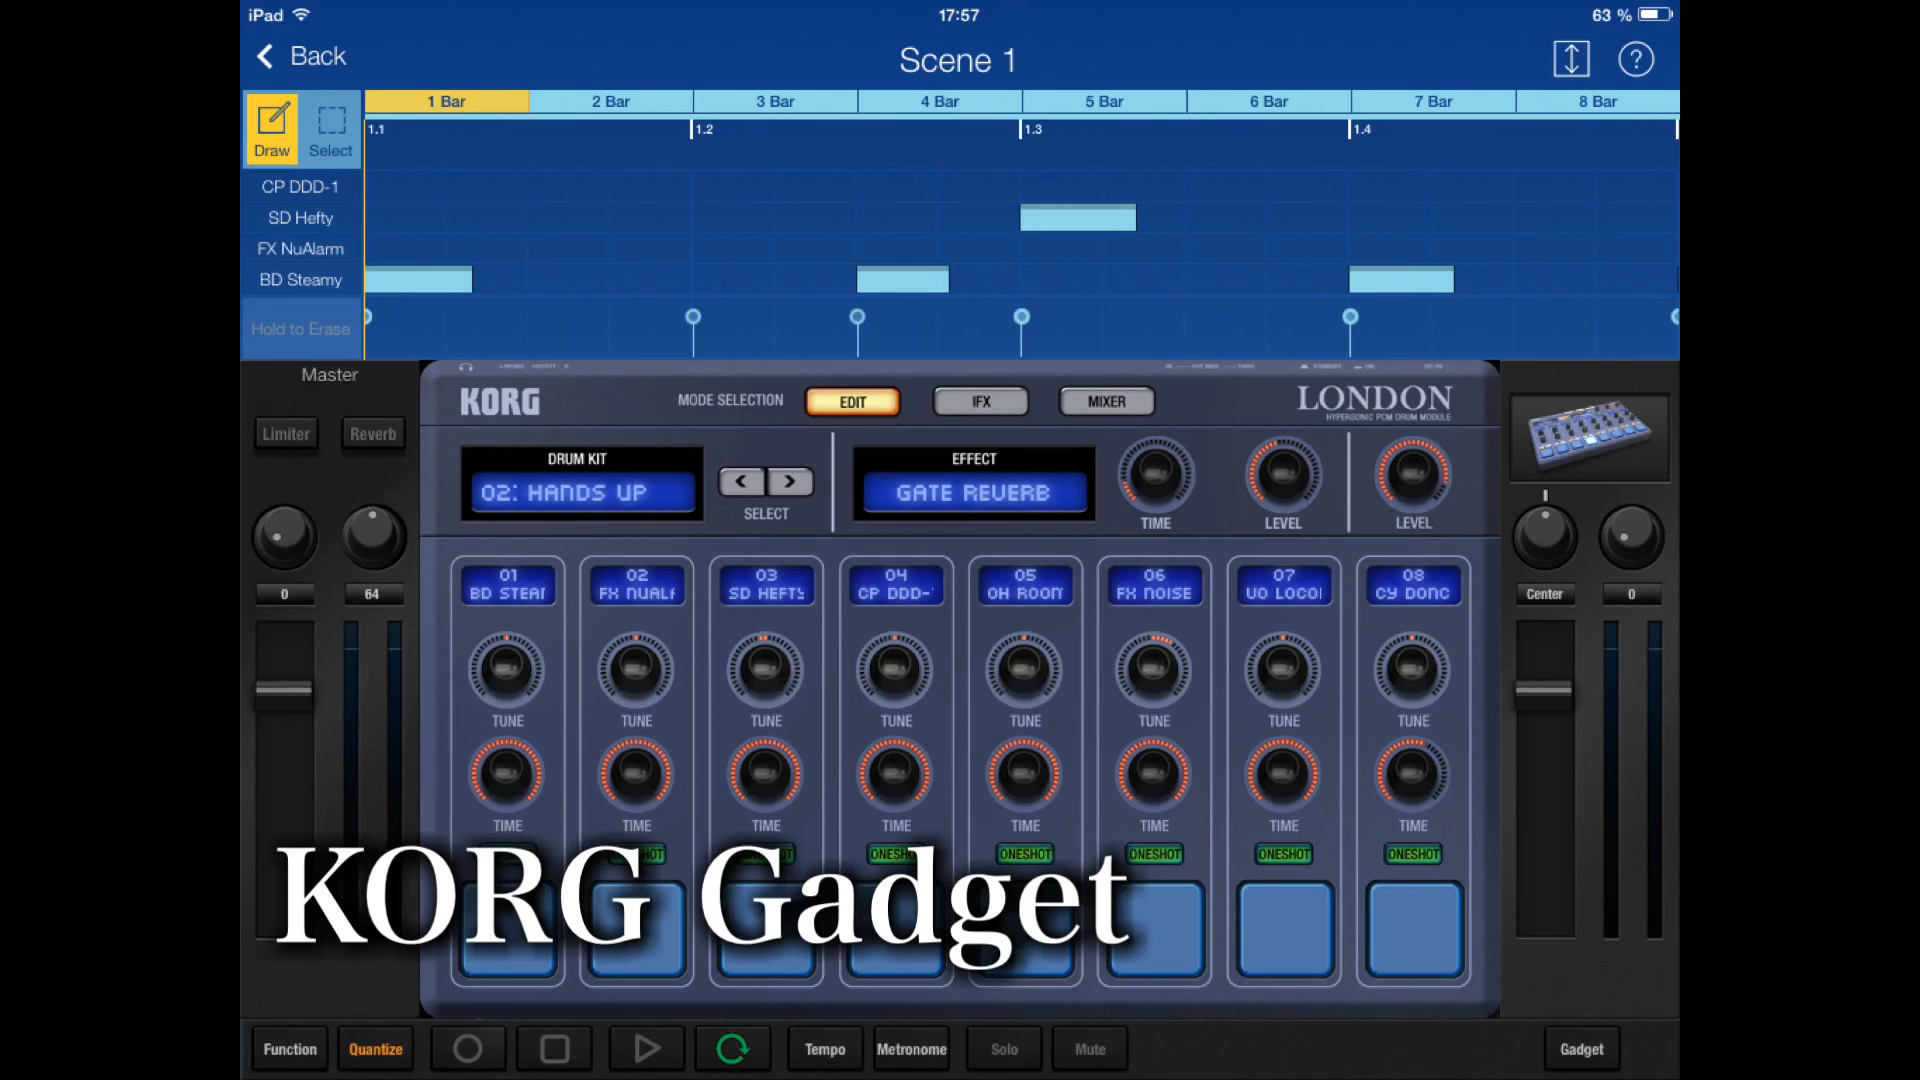 iPad 17:57 63 %
Back Scene 1 ?
1 Bar 2 Bar 3 Bar 4 Bar 5 Bar 6 Bar 7 Bar 8 Bar
1.1 1.2 1.3 1.4
Draw Select
CP DDD-1
SD Hefty
FX NuAlarm
BD Steamy
Hold to Erase
Master
KORG MODE SELECTION EDIT IFX MIXER LONDON
HYPERSONIC PCM DRUM MODULE
Limiter Reverb
DRUM KIT EFFECT
02: HANDS UP < > GATE REVERB
SELECT TIME LEVEL LEVEL
01 02 03 04 05 06 07 08
BD STEA FX NUAL SD HEFTY CP DDD- OH ROOM FX NOISE VO LOCO CY DONC
0 64 Center 0
TUNE TUNE TUNE TUNE TUNE TUNE TUNE TUNE
TIME TIME TIME TIME TIME TIME TIME TIME
ONESHOT ONESHOT ONESHOT ONESHOT
KORG Gadget
Function Quantize Tempo Metronome Solo Mute Gadget